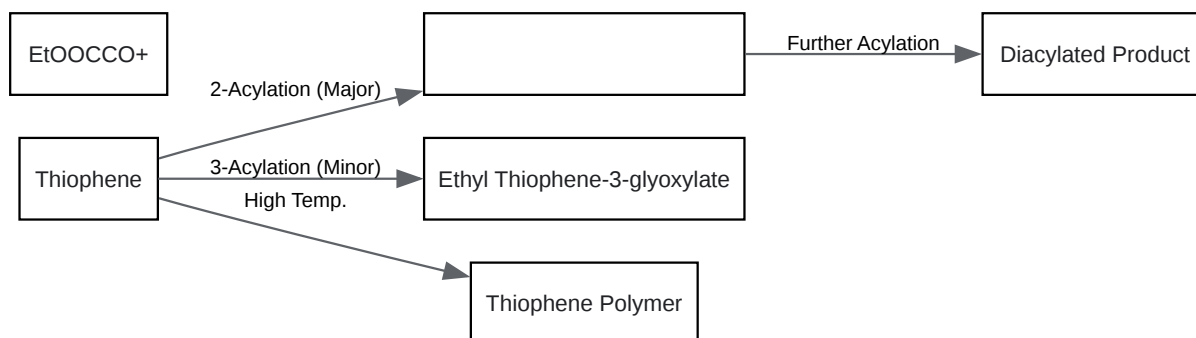 EtOOCCO+
Further Acylation
Diacylated Product
2-Acylation (Major)
Thiophene
3-Acylation (Minor)
Ethyl Thiophene-3-glyoxylate
High Temp.
Thiophene Polymer